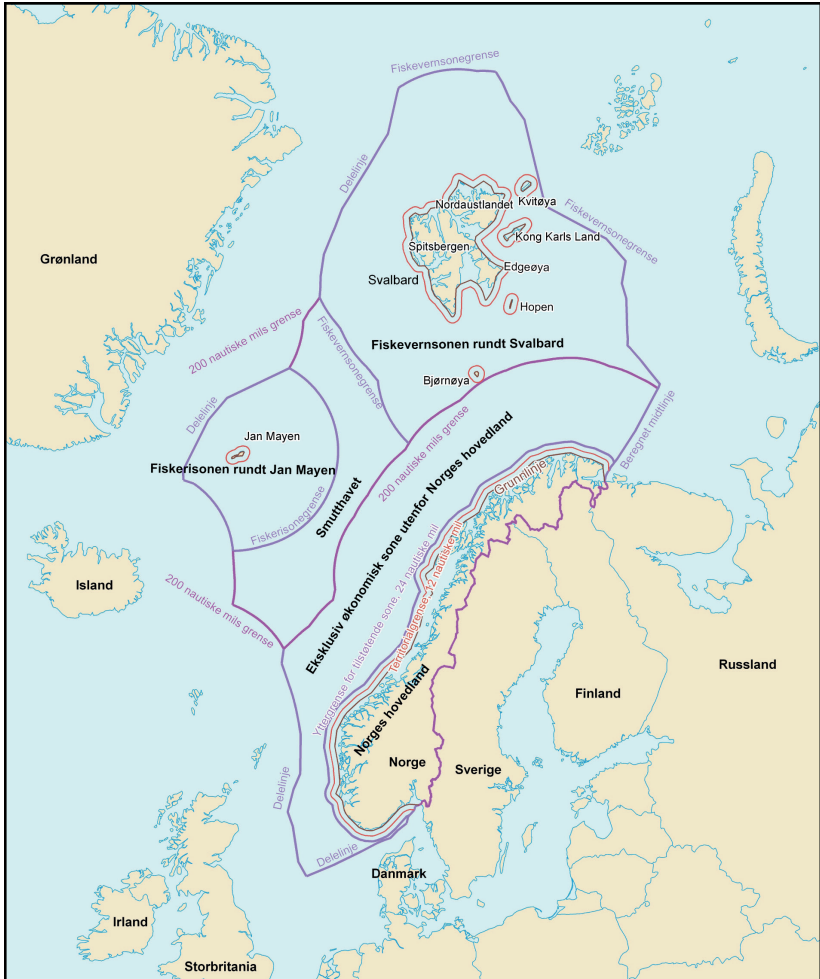 Fiskevernsonegrense
Delelinje
Nordaustlandet
Kvitøya
Fiskevernsonegrense
Kong Karls Land
Spitsbergen
Grønland
Edgeøya
Svalbard
Hopen
200 nautiske mils grense
Fiskevernsonegrense
Fiskevernsonen rundt Svalbard
Bjørnøya
Delelinje
Beregnet midtlinje
Jan Mayen
Fiskerisonen rundt Jan Mayen
200 nautiske mils grense
Eksklusiv økonomisk sone utenfor Norges hovedland
Grunnlinje
Smutthavet
Fiskerisonegrense
Yttergrense for tilstøtende sone, 24 nautiske mil
Territorialgrense, 12 nautiske mil
Island
200 nautiske mils grense
Russland
Finland
Norges hovedland
Norge
Sverige
Delelinje
Delelinje
Danmark
Irland
Storbritania